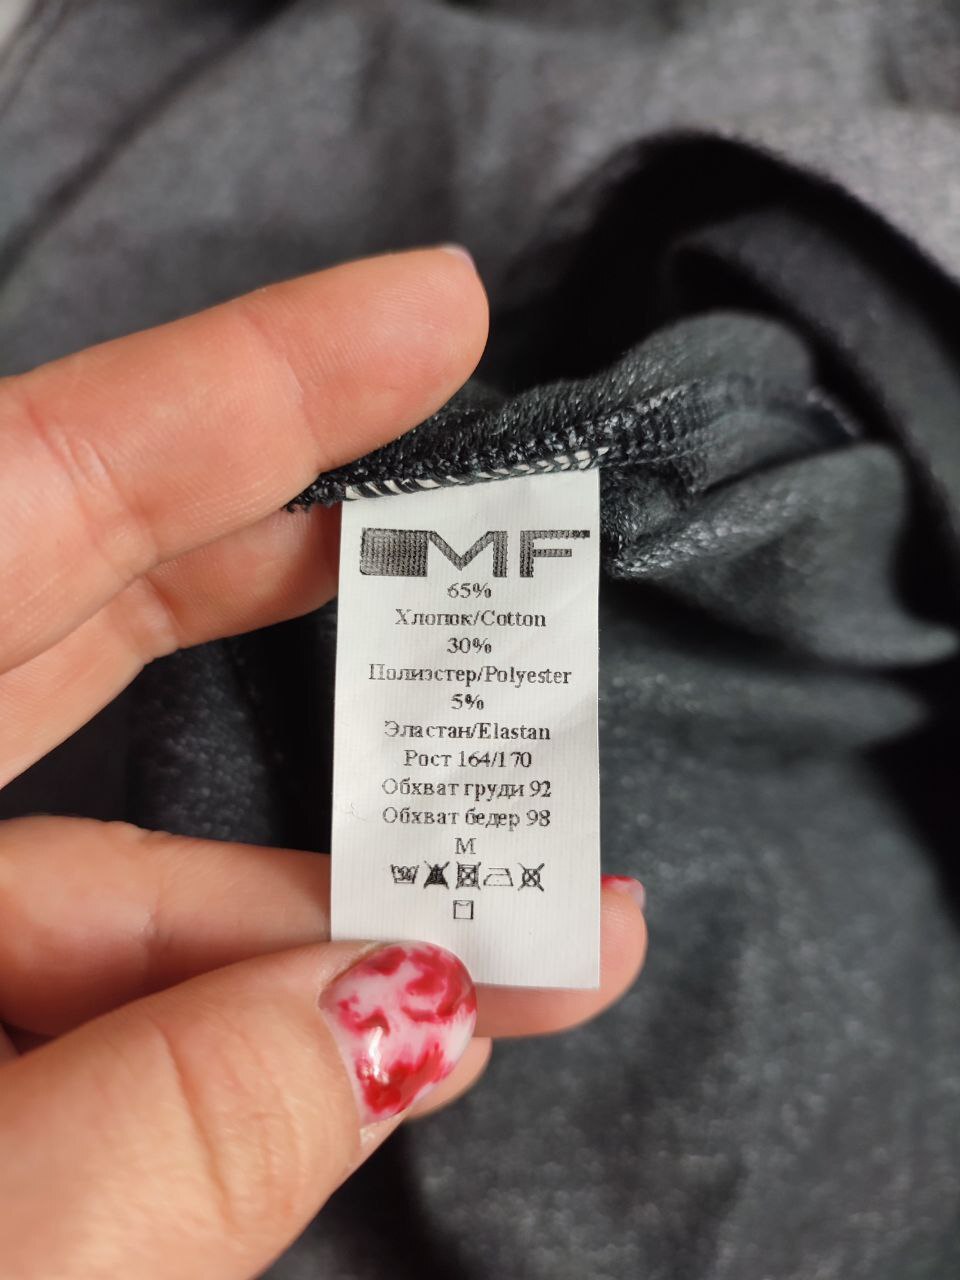 MF
65%
Хлопок/Cotton
30%
Полиэстер/Polyester
5%
Эластан/Elastan
Рост 164/170
Обхват груди 92
Обхват бедер 98
M